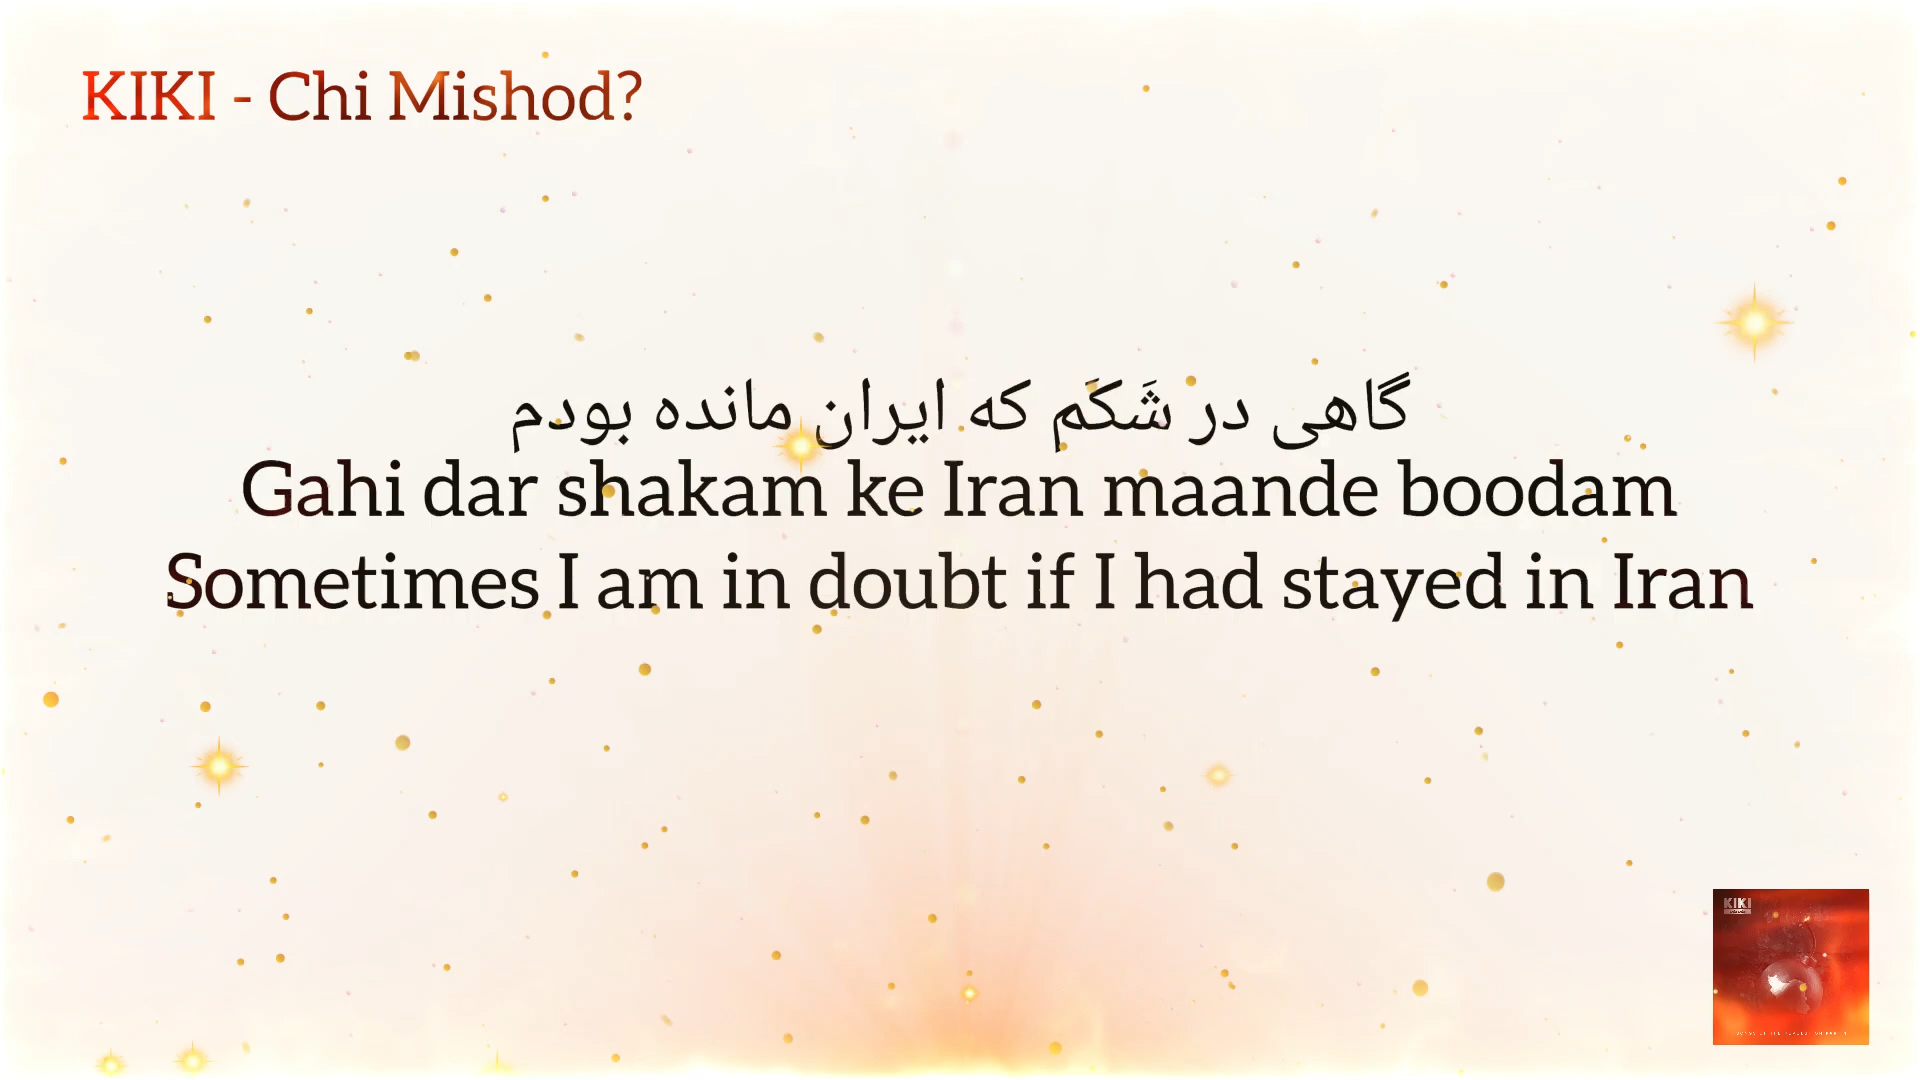 KIKI - Chi Mishod?
گاهی در شَکَم که ایران مانده بودم
Gahi dar shakam ke Iran maande boodam
Sometimes I am in doubt if I had stayed in Iran
KIKI